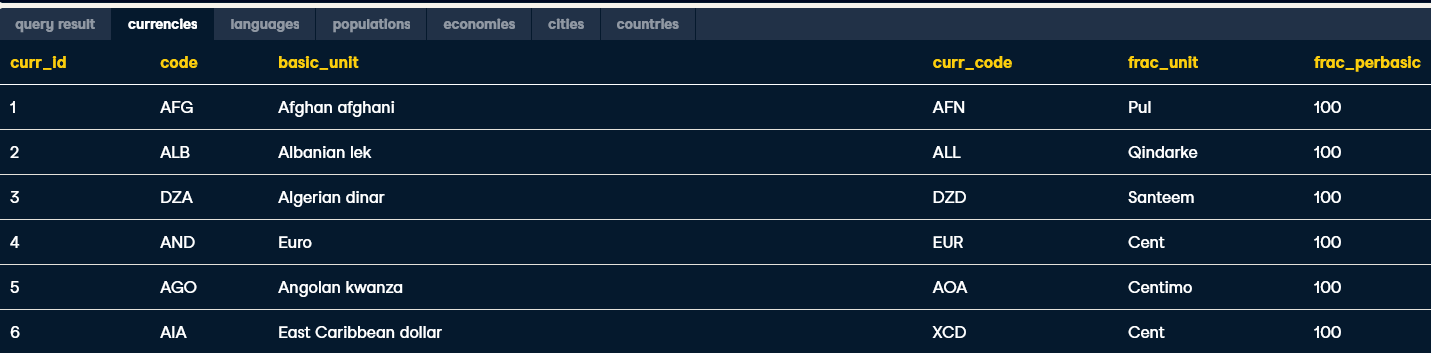 query result currencies languages populations economies cities countries
curr_id code basic_unit curr_code frac_unit frac_perbasic
1 AFG Afghan afghani AFN Pul 100
2 ALB Albanian lek ALL Qindarke 100
3 DZA Algerian dinar DZD Santeem 100
4 AND Euro EUR Cent 100
5 AGO Angolan kwanza AOA Centimo 100
6 AIA East Caribbean dollar XCD Cent 100